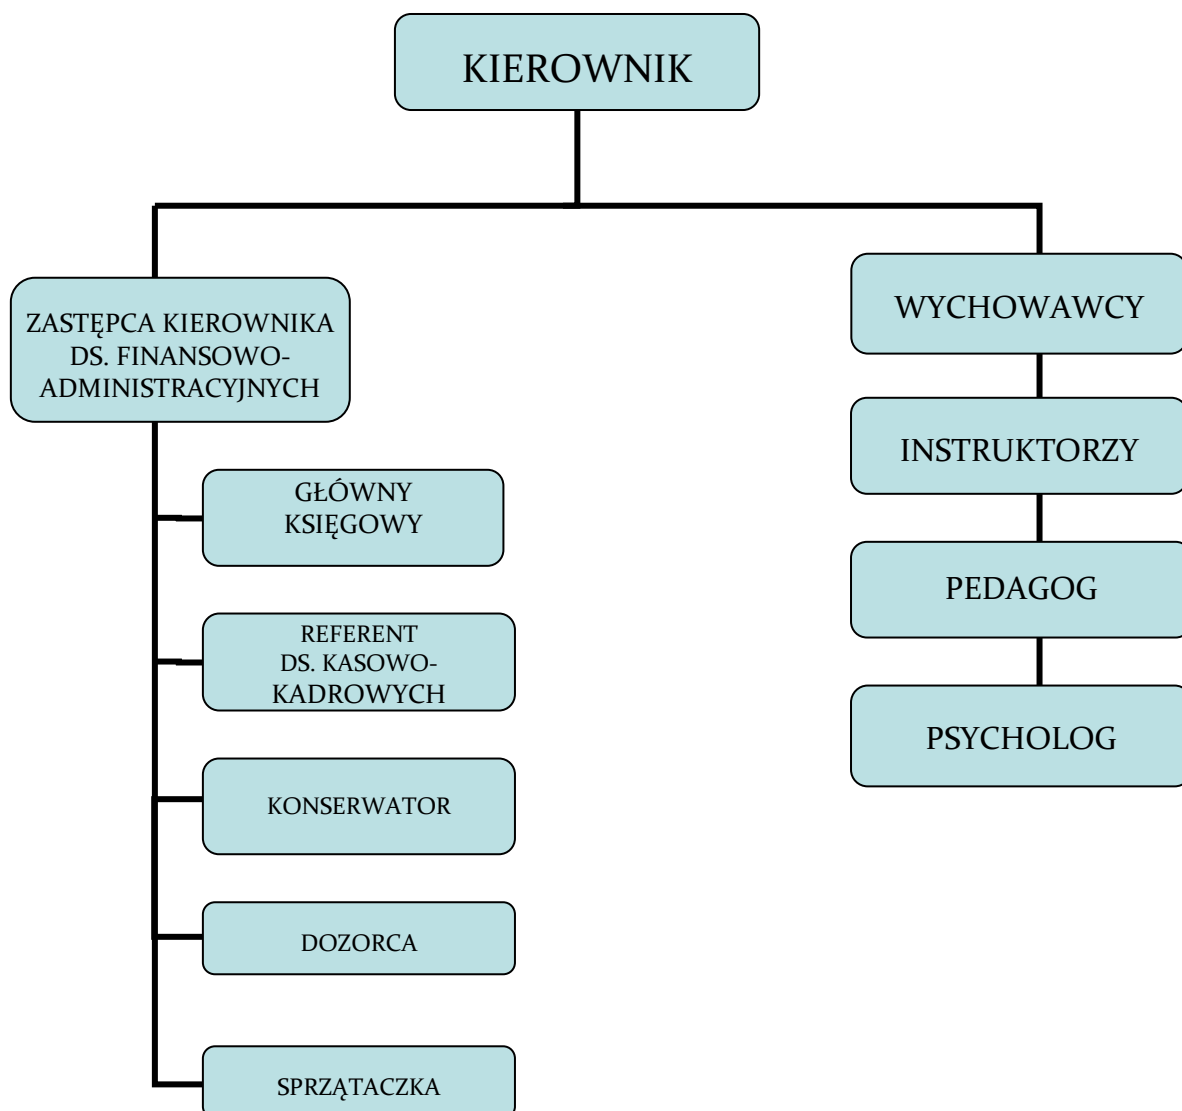 KIEROWNIK
ZASTĘPCA KIEROWNIKA
DS. FINANSOWO-
ADMINISTRACYJNYCH
GŁÓWNY
KSIĘGOWY
REFERENT
DS. KASOWO-
KADROWYCH
KONSERWATOR
DOZORCA
SPRZĄTACZKA
WYCHOWAWCY
INSTRUKTORZY
PEDAGOG
PSYCHOLOG